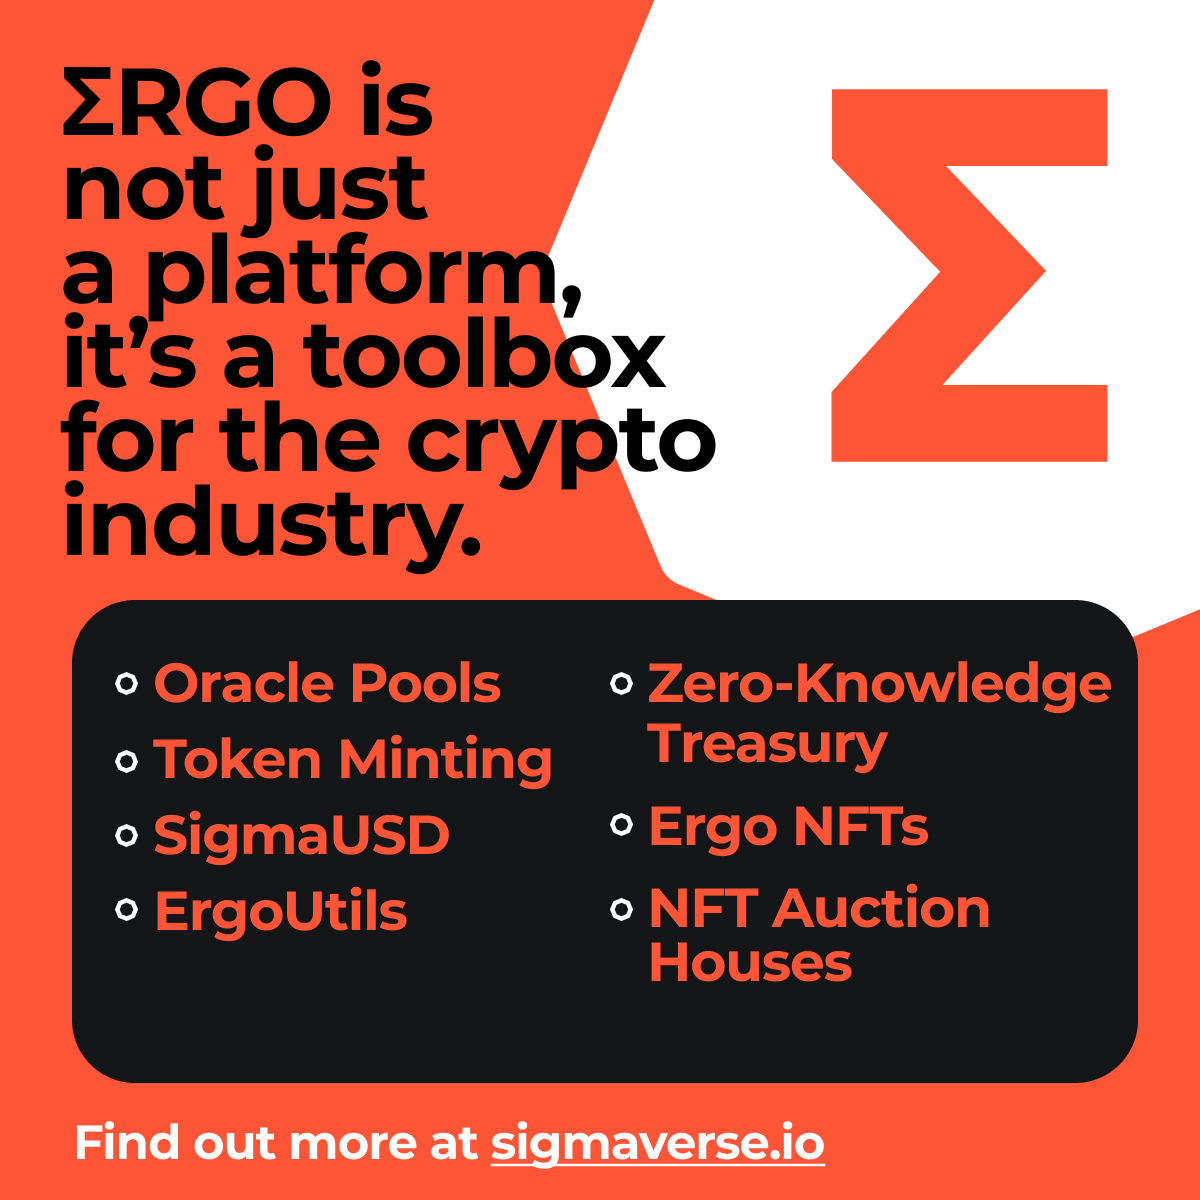 ΣRGO is
not just
a platform,
it’s a toolbox
for the crypto
industry.
Σ
Oracle Pools
Token Minting
SigmaUSD
ErgoUtils
Zero-Knowledge
Treasury
Ergo NFTs
NFT Auction
Houses
Find out more at sigmaverse.io